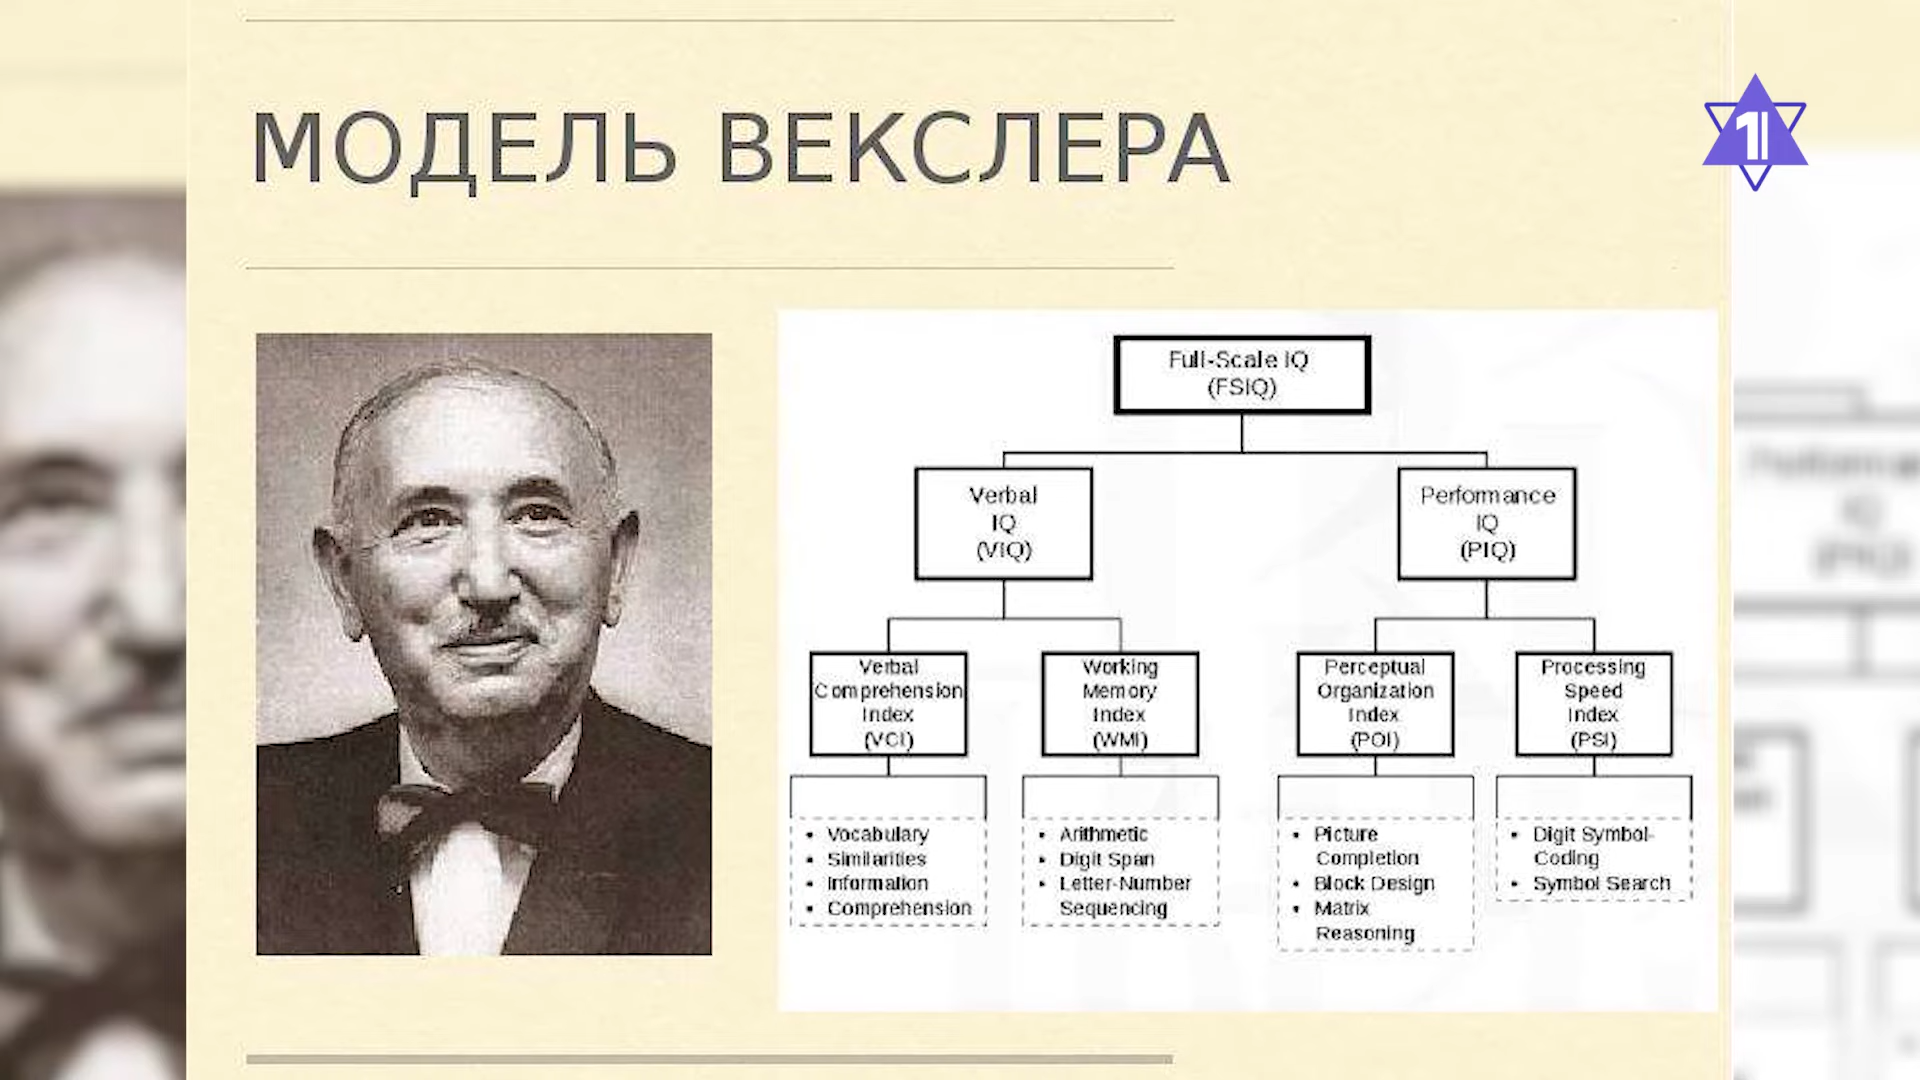 МОДЕЛЬ ВЕКСЛЕРА
1
Full-Scale IQ
(FSIQ)
Verbal
IQ
(VIQ)
Performance
IQ
(PIQ)
Verbal
Comprehension
Index
(VCI)
Working
Memory
Index
(WMI)
Perceptual
Organization
Index
(POI)
Processing
Speed
Index
(PSI)
• Vocabulary
• Similarities
• Information
• Comprehension
• Arithmetic
• Digit Span
• Letter-Number
Sequencing
• Picture
Completion
• Block Design
• Matrix
Reasoning
• Digit Symbol-
Coding
• Symbol Search